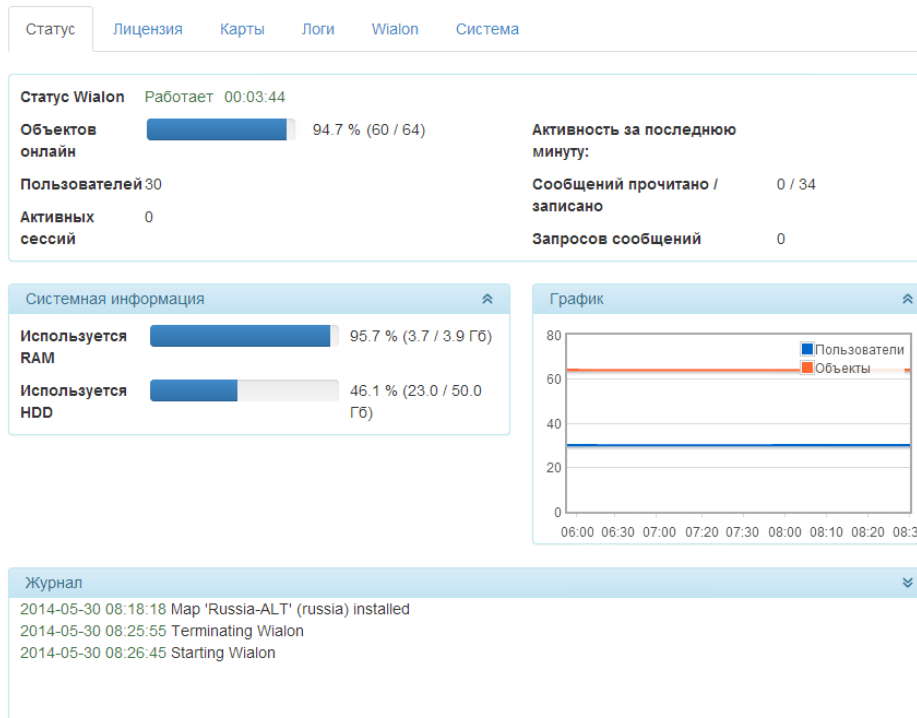 Статус Лицензия Карты Логи Wialon Система
Статус Wialon Работает 00:03:44
Объектов онлайн 94.7 % (60 / 64)
Пользователей 30
Активных сессий 0
Активность за последнюю минуту:
Сообщений прочитано / записано 0 / 34
Запросов сообщений 0
Системная информация
Используется RAM 95.7 % (3.7 / 3.9 Гб)
Используется HDD 46.1 % (23.0 / 50.0 Гб)
График
Пользователи
Объекты
80
60
40
20
0
06:00 06:30 07:00 07:20 07:30 08:00 08:10 08:20 08:3
Журнал
2014-05-30 08:18:18 Map 'Russia-ALT' (russia) installed
2014-05-30 08:25:55 Terminating Wialon
2014-05-30 08:26:45 Starting Wialon